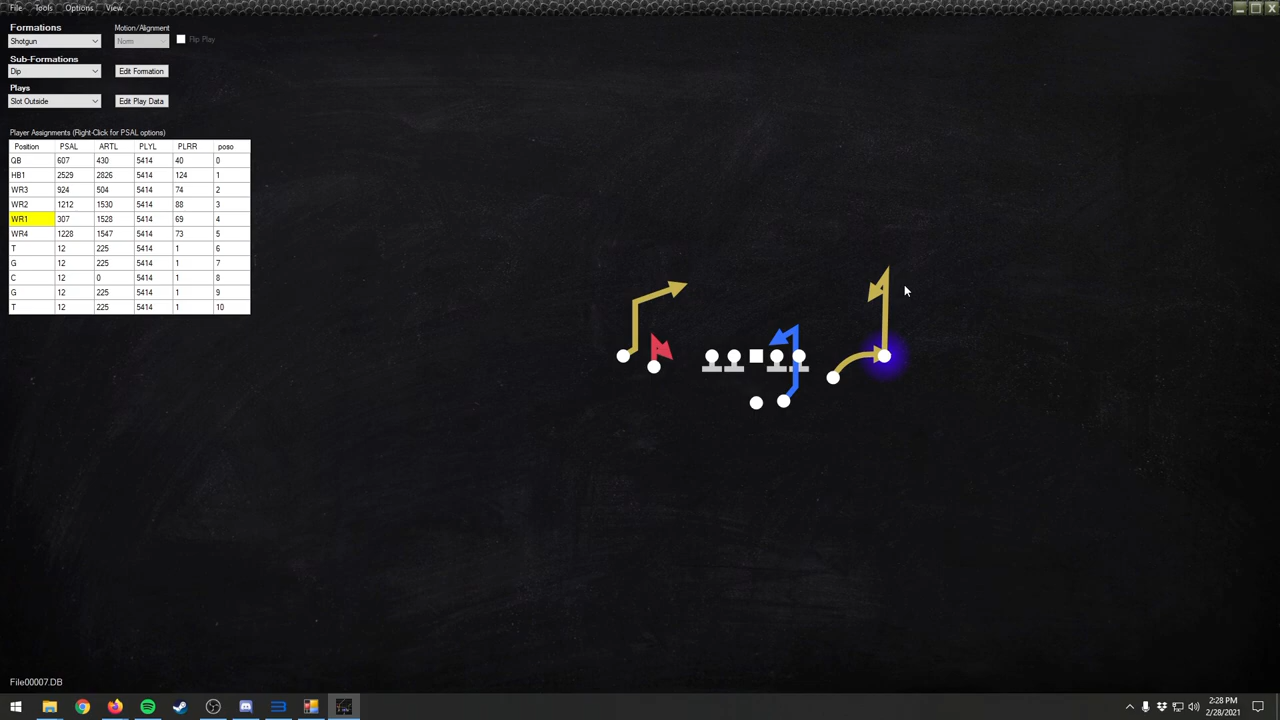 File Tools Options View
Formations Motion/Alignment
Shotgun Norm Flip Play
Sub-Formations
Dip Edit Formation
Plays
Slot Outside Edit Play Data
Player Assignments (Right-Click for PSAL options)
Position PSAL ARTL PLYL PLRR poso
QB 607 430 5414 40 0
HB1 2529 2826 5414 124 1
WR3 924 504 5414 74 2
WR2 1212 1530 5414 88 3
WR1 307 1528 5414 69 4
WR4 1228 1547 5414 73 5
T 12 225 5414 1 6
G 12 225 5414 1 7
C 12 0 5414 1 8
G 12 225 5414 1 9
T 12 225 5414 1 10
File00007.DB
2:28 PM
2/28/2021